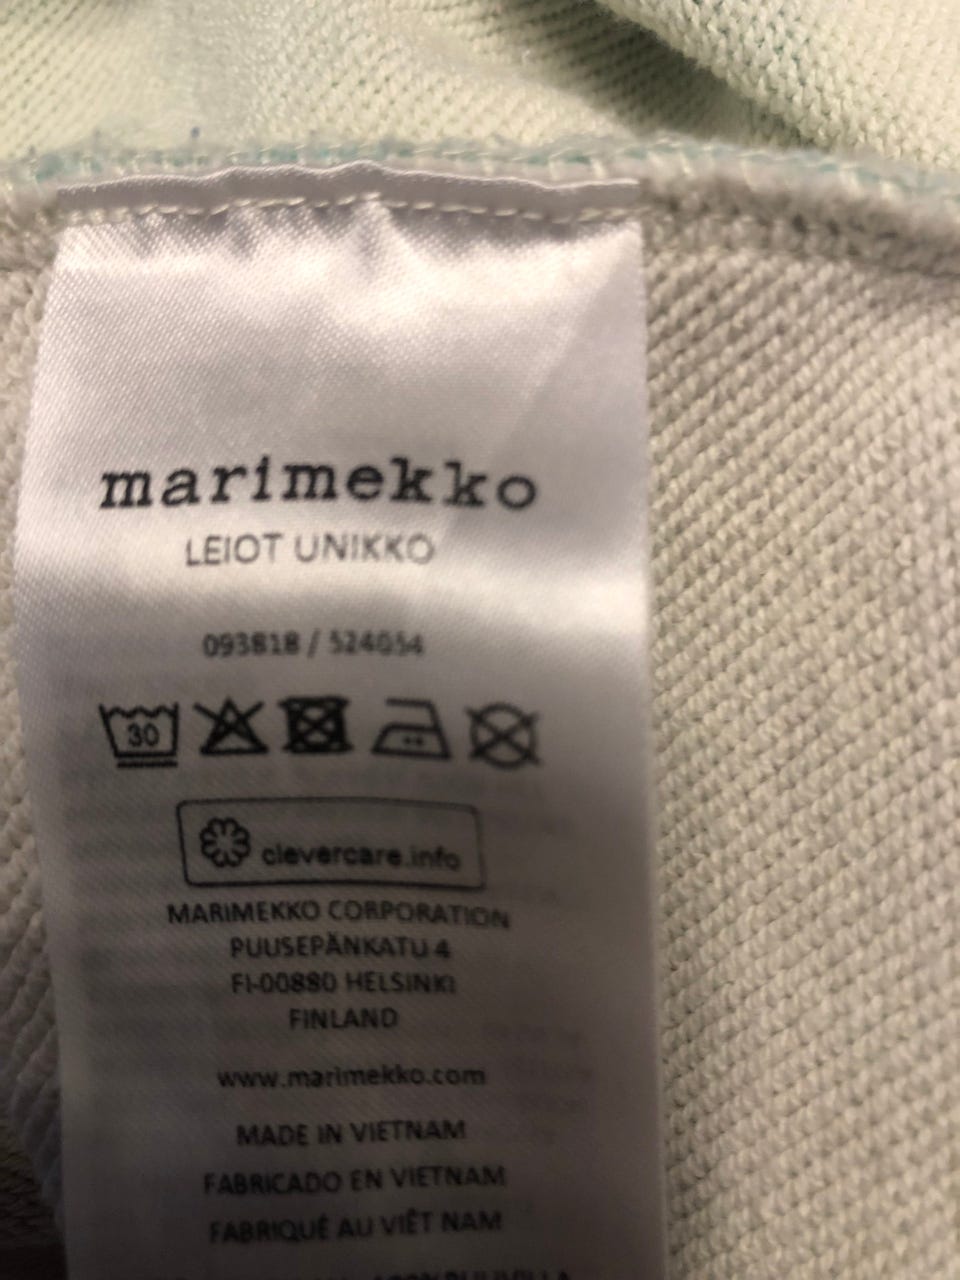 marimekko
LEIOT UNIKKO
093818 / 524054
30
clevercare.info
MARIMEKKO CORPORATION
PUUSEPÄNKATU 4
FI-00880 HELSINKI
FINLAND
www.marimekko.com
MADE IN VIETNAM
FABRICADO EN VIETNAM
FABRIQUÉ AU VIÊT NAM